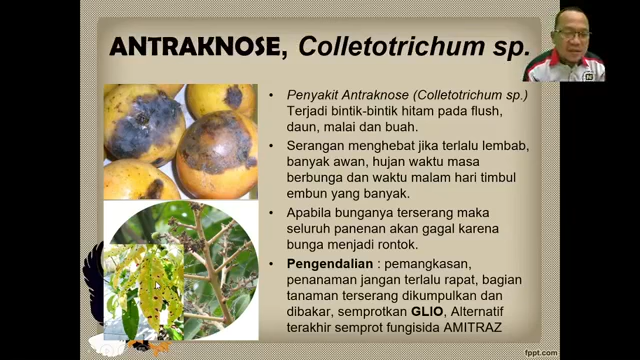 ANTRAKNOSE, Colletotrichum sp.
• Penyakit Antraknose (Colletotrichum sp.)
Terjadi bintik-bintik hitam pada flush,
daun, malai dan buah.
• Serangan menghebat jika terlalu lembab,
banyak awan, hujan waktu masa
berbunga dan waktu malam hari timbul
embun yang banyak.
• Apabila bunganya terserang maka
seluruh panenan akan gagal karena
bunga menjadi rontok.
• Pengendalian : pemangkasan,
penanaman jangan terlalu rapat, bagian
tanaman terserang dikumpulkan dan
dibakar, semprotkan GLIO, Alternatif
terakhir semprot fungisida AMITRAZ
fppt.com